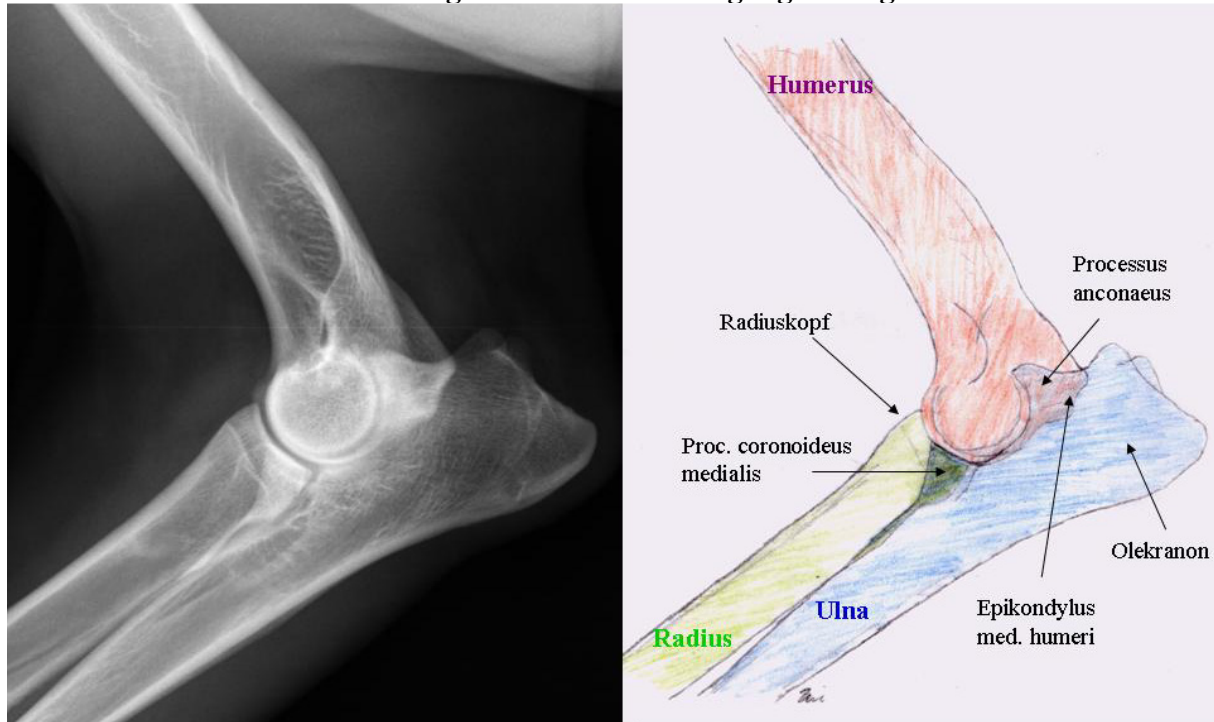 Humerus
Processus
anconaeus
Radiuskopf
Proc. coronoideus
medialis
Olekranon
Ulna
Epikondylus
med. humeri
Radius